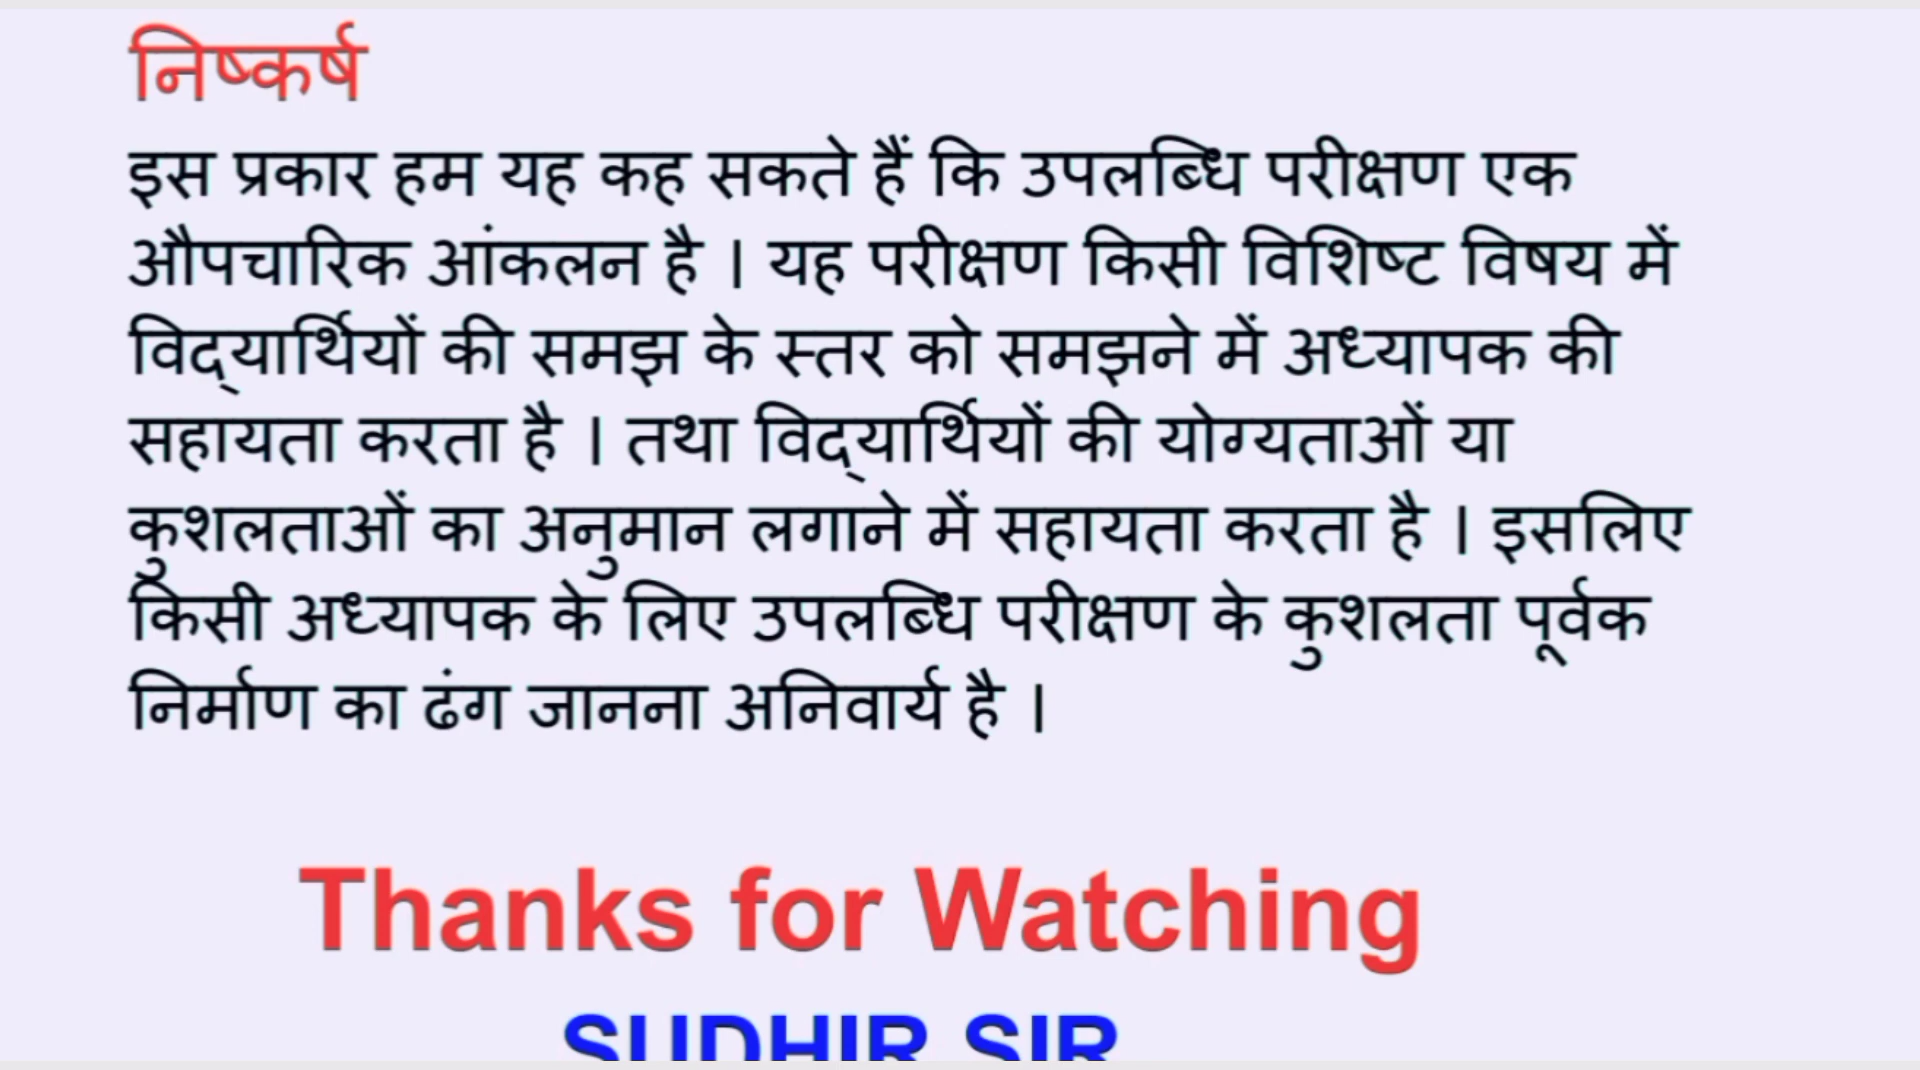 निष्कर्ष
इस प्रकार हम यह कह सकते हैं कि उपलब्धि परीक्षण एक
औपचारिक आंकलन है । यह परीक्षण किसी विशिष्ट विषय में
विद्यार्थियों की समझ के स्तर को समझने में अध्यापक की
सहायता करता है । तथा विद्यार्थियों की योग्यताओं या
कुशलताओं का अनुमान लगाने में सहायता करता है । इसलिए
किसी अध्यापक के लिए उपलब्धि परीक्षण के कुशलता पूर्वक
निर्माण का ढंग जानना अनिवार्य है ।
Thanks for Watching
SUDHIR SIR